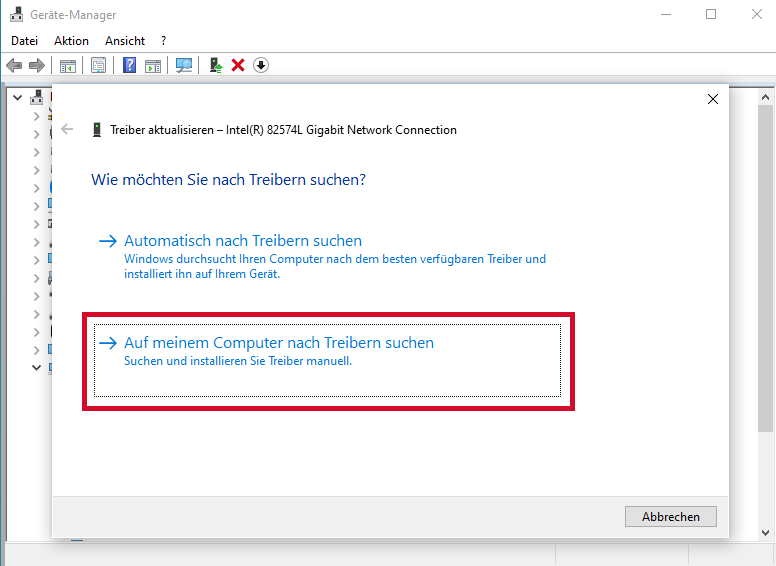 Geräte-Manager
Datei Aktion Ansicht ?
Treiber aktualisieren – Intel(R) 82574L Gigabit Network Connection
Wie möchten Sie nach Treibern suchen?
Automatisch nach Treibern suchen
Windows durchsucht Ihren Computer nach dem besten verfügbaren Treiber und
installiert ihn auf Ihrem Gerät.
Auf meinem Computer nach Treibern suchen
Suchen und installieren Sie Treiber manuell.
Abbrechen